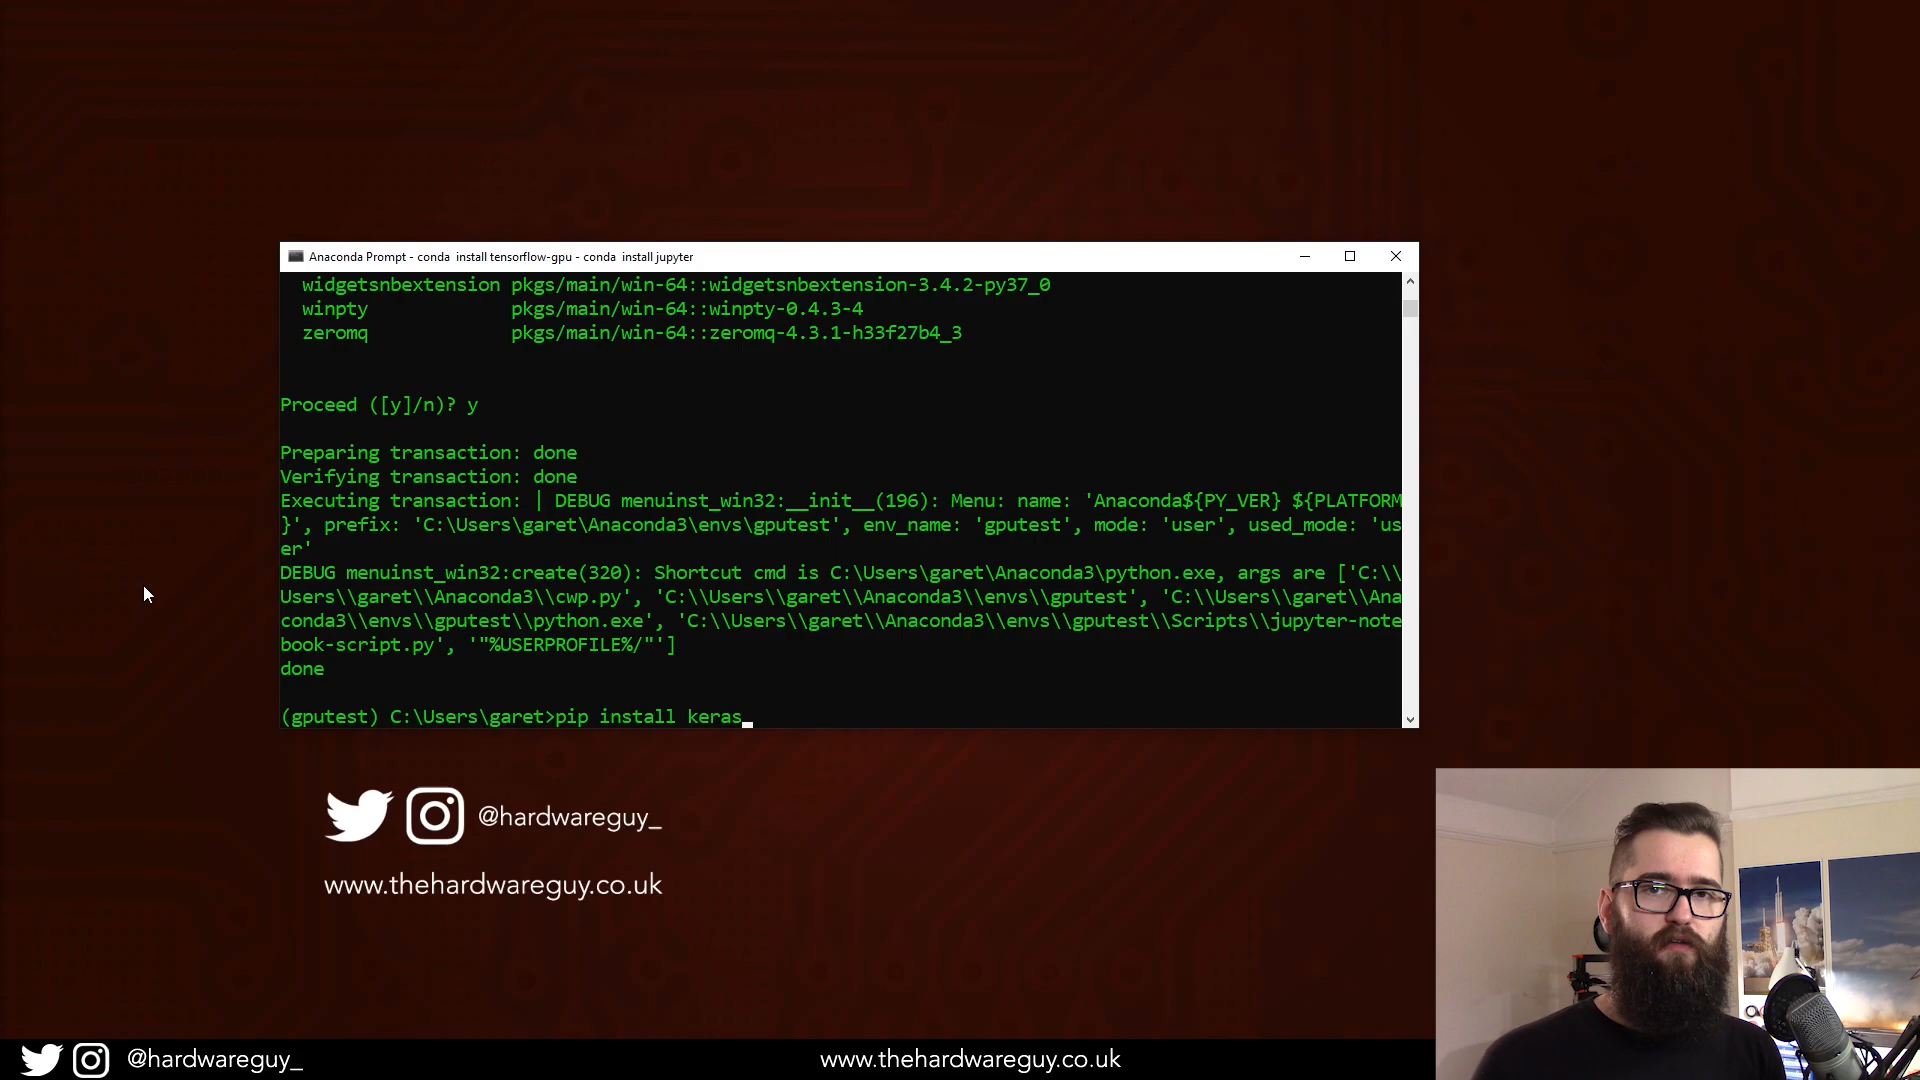 Anaconda Prompt - conda  install tensorflow-gpu - conda  install jupyter
widgetsnbextension pkgs/main/win-64::widgetsnbextension-3.4.2-py37_0
winpty             pkgs/main/win-64::winpty-0.4.3-4
zeromq             pkgs/main/win-64::zeromq-4.3.1-h33f27b4_3
Proceed ([y]/n)? y
Preparing transaction: done
Verifying transaction: done
Executing transaction: | DEBUG menuinst_win32:__init__(196): Menu: name: 'Anaconda${PY_VER} ${PLATFORM
}', prefix: 'C:\Users\garet\Anaconda3\envs\gputest', env_name: 'gputest', mode: 'user', used_mode: 'us
er'
DEBUG menuinst_win32:create(320): Shortcut cmd is C:\Users\garet\Anaconda3\python.exe, args are ['C:\\
Users\\garet\\Anaconda3\\cwp.py', 'C:\\Users\\garet\\Anaconda3\\envs\\gputest', 'C:\\Users\\garet\\Ana
conda3\\envs\\gputest\\python.exe', 'C:\\Users\\garet\\Anaconda3\\envs\\gputest\\Scripts\\jupyter-note
book-script.py', '"%USERPROFILE%/"']
done
(gputest) C:\Users\garet>pip install keras_
@hardwareguy_
www.thehardwareguy.co.uk
@hardwareguy_
www.thehardwareguy.co.uk